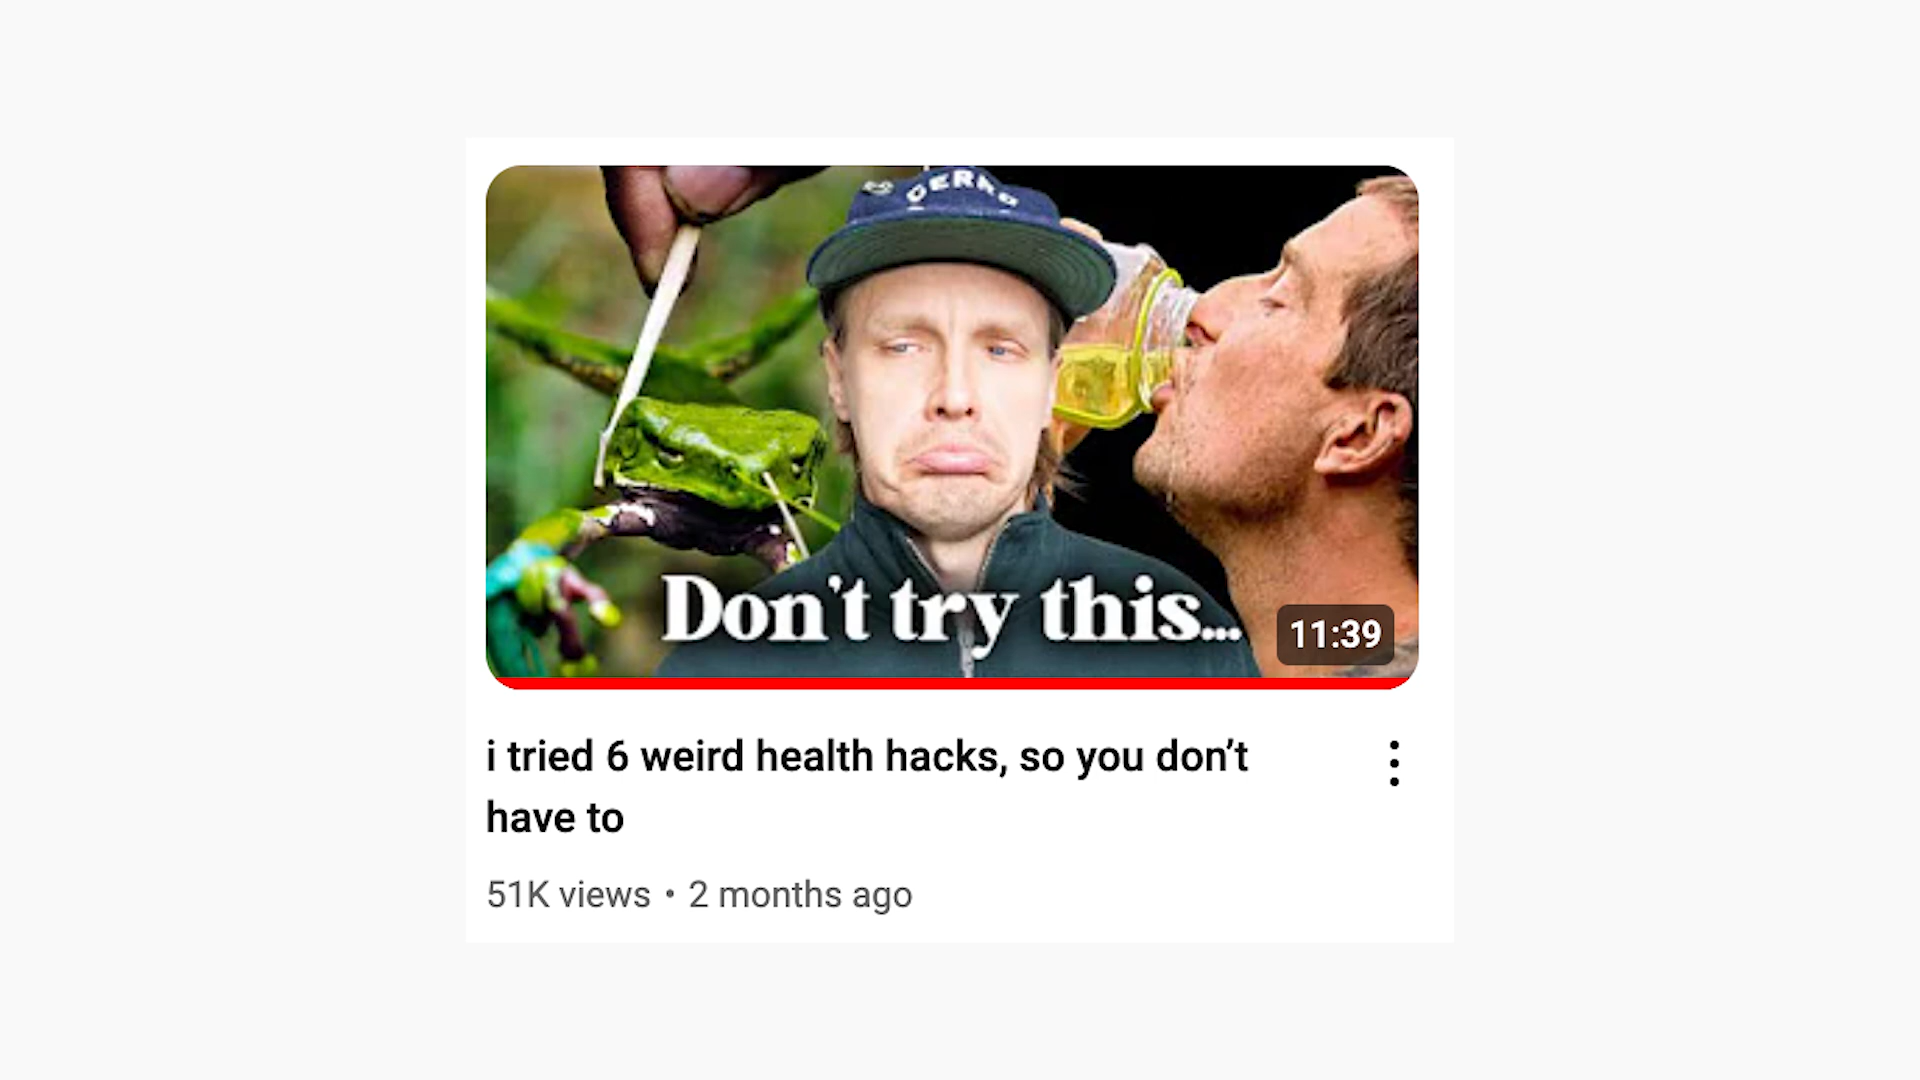 Don't try this...
11:39
i tried 6 weird health hacks, so you don’t
have to
51K views • 2 months ago